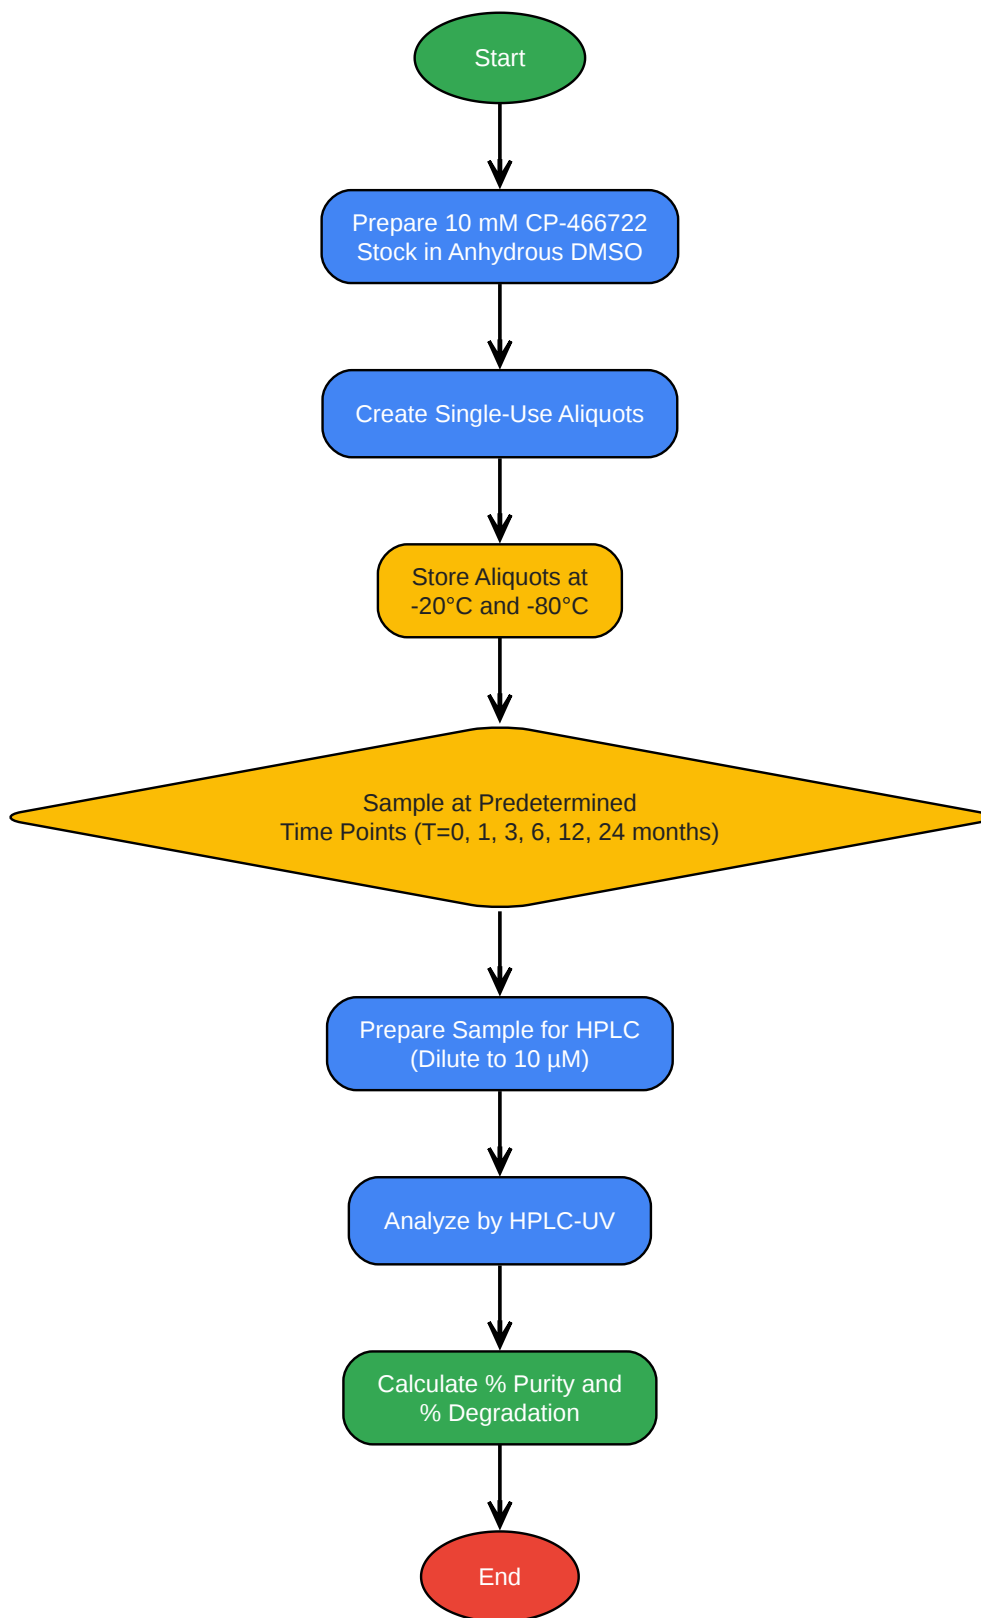 Start
Prepare 10 mM CP-466722
Stock in Anhydrous DMSO
Create Single-Use Aliquots
Store Aliquots at
-20°C and -80°C
Sample at Predetermined
Time Points (T=0, 1, 3, 6, 12, 24 months)
Prepare Sample for HPLC
(Dilute to 10 µM)
Analyze by HPLC-UV
Calculate % Purity and
% Degradation
End